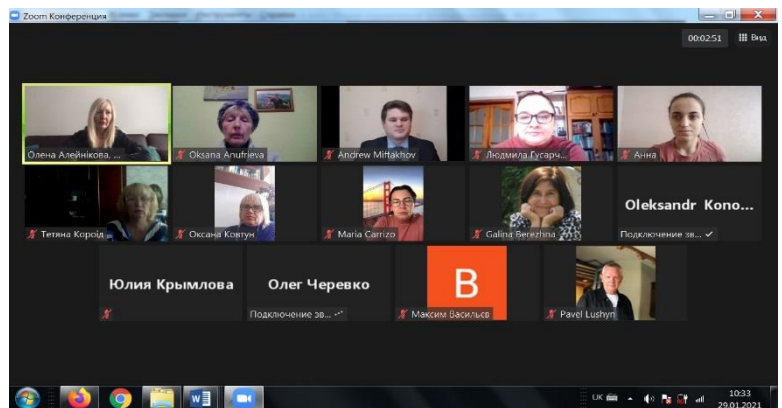 Zoom Конференция
00:02:51 Вид
Олена Алейнікова, ...
Oksana Anufrieva
Andrew Mittakhov
Людмила Гусарч...
Анна
Тетяна Короід
Оксана Ковтун
Maria Carrizo
Galina Berezhna
Oleksandr Kono...
Подключение зв...
Юлия Крымлова
Олег Черевко
Подключение зв...
B
Максим Васильєв
Pavel Lushyn
UK
10:33
29.01.2021